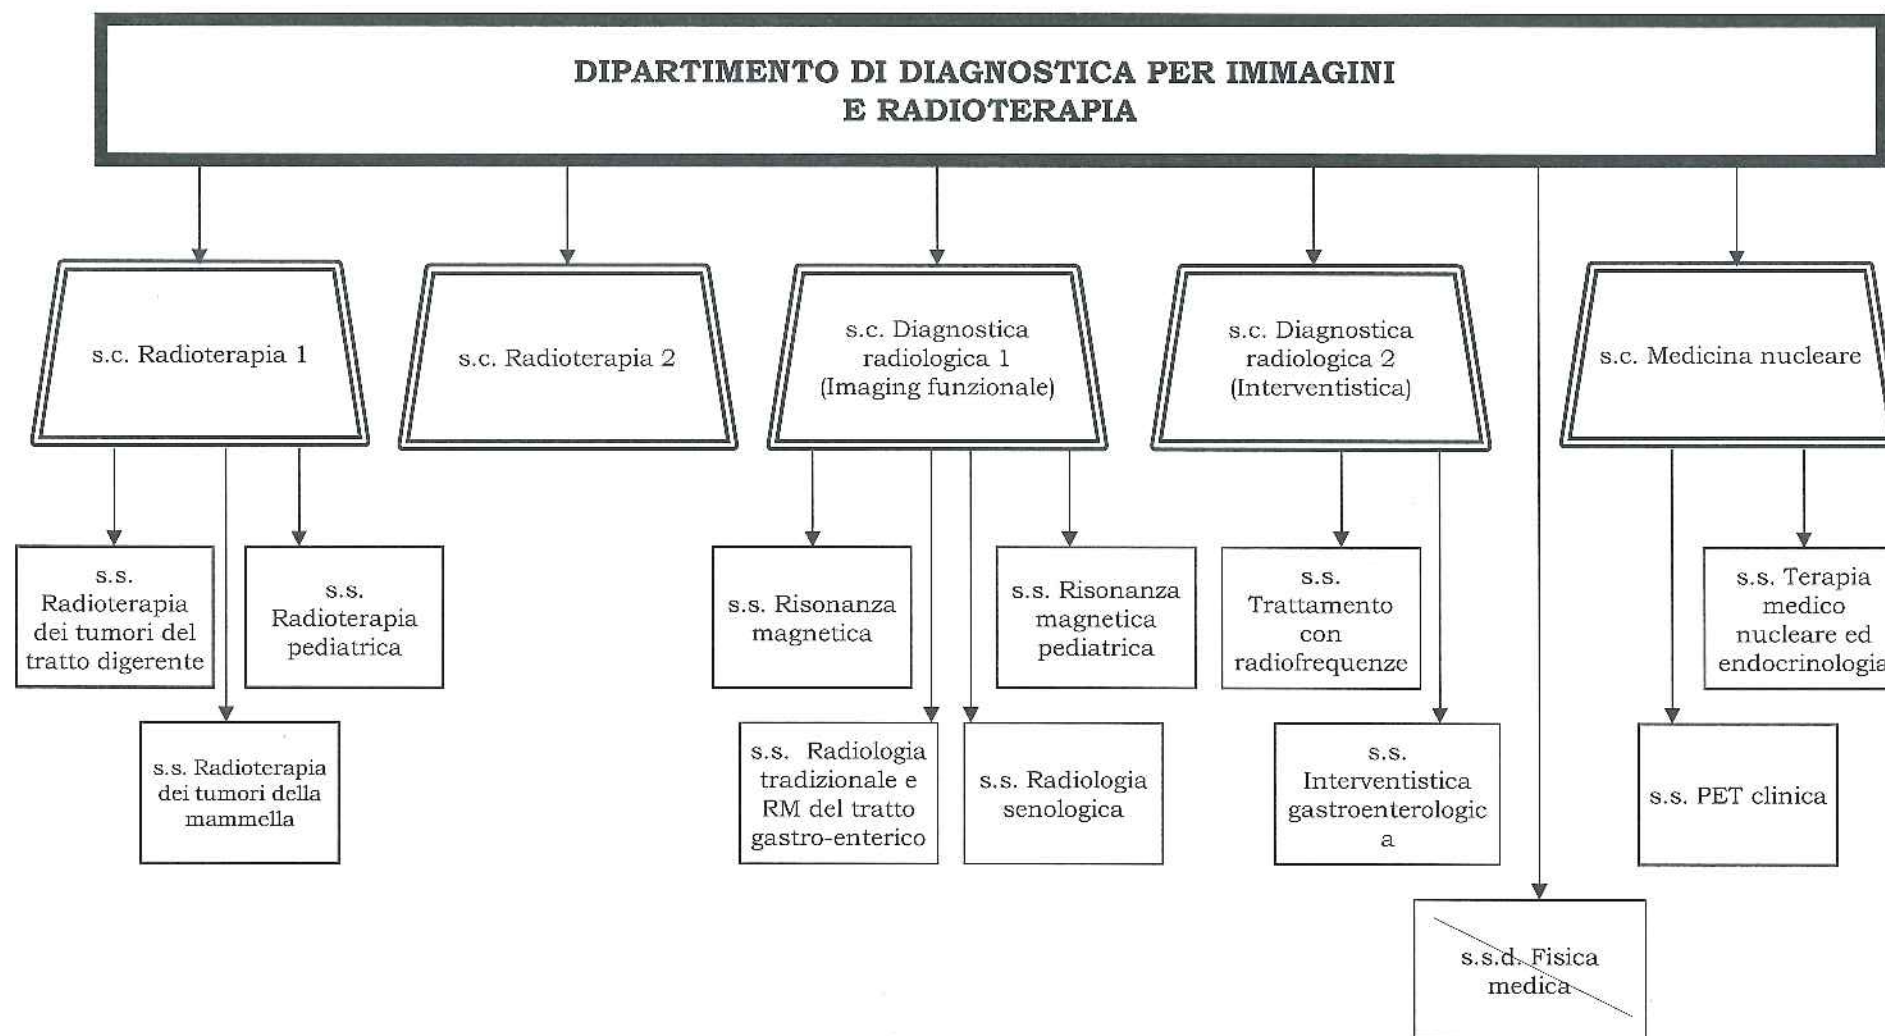 DIPARTIMENTO DI DIAGNOSTICA PER IMMAGINI
E RADIOTERAPIA
s.c. Radioterapia 1
s.c. Radioterapia 2
s.c. Diagnostica
radiologica 1
(Imaging funzionale)
s.c. Diagnostica
radiologica 2
(Interventistica)
s.c. Medicina nucleare
s.s.
Radioterapia
dei tumori del
tratto digerente
s.s.
Radioterapia
pediatrica
s.s. Risonanza
magnetica
s.s. Risonanza
magnetica
pediatrica
s.s.
Trattamento
con
radiofrequenze
s.s. Terapia
medico
nucleare ed
endocrinologia
s.s. Radioterapia
dei tumori della
mammella
s.s. Radiologia
tradizionale e
RM del tratto
gastro-enterico
s.s. Radiologia
senologica
s.s.
Interventistica
gastroenterologic
a
s.s. PET clinica
s.s.d. Fisica
medica